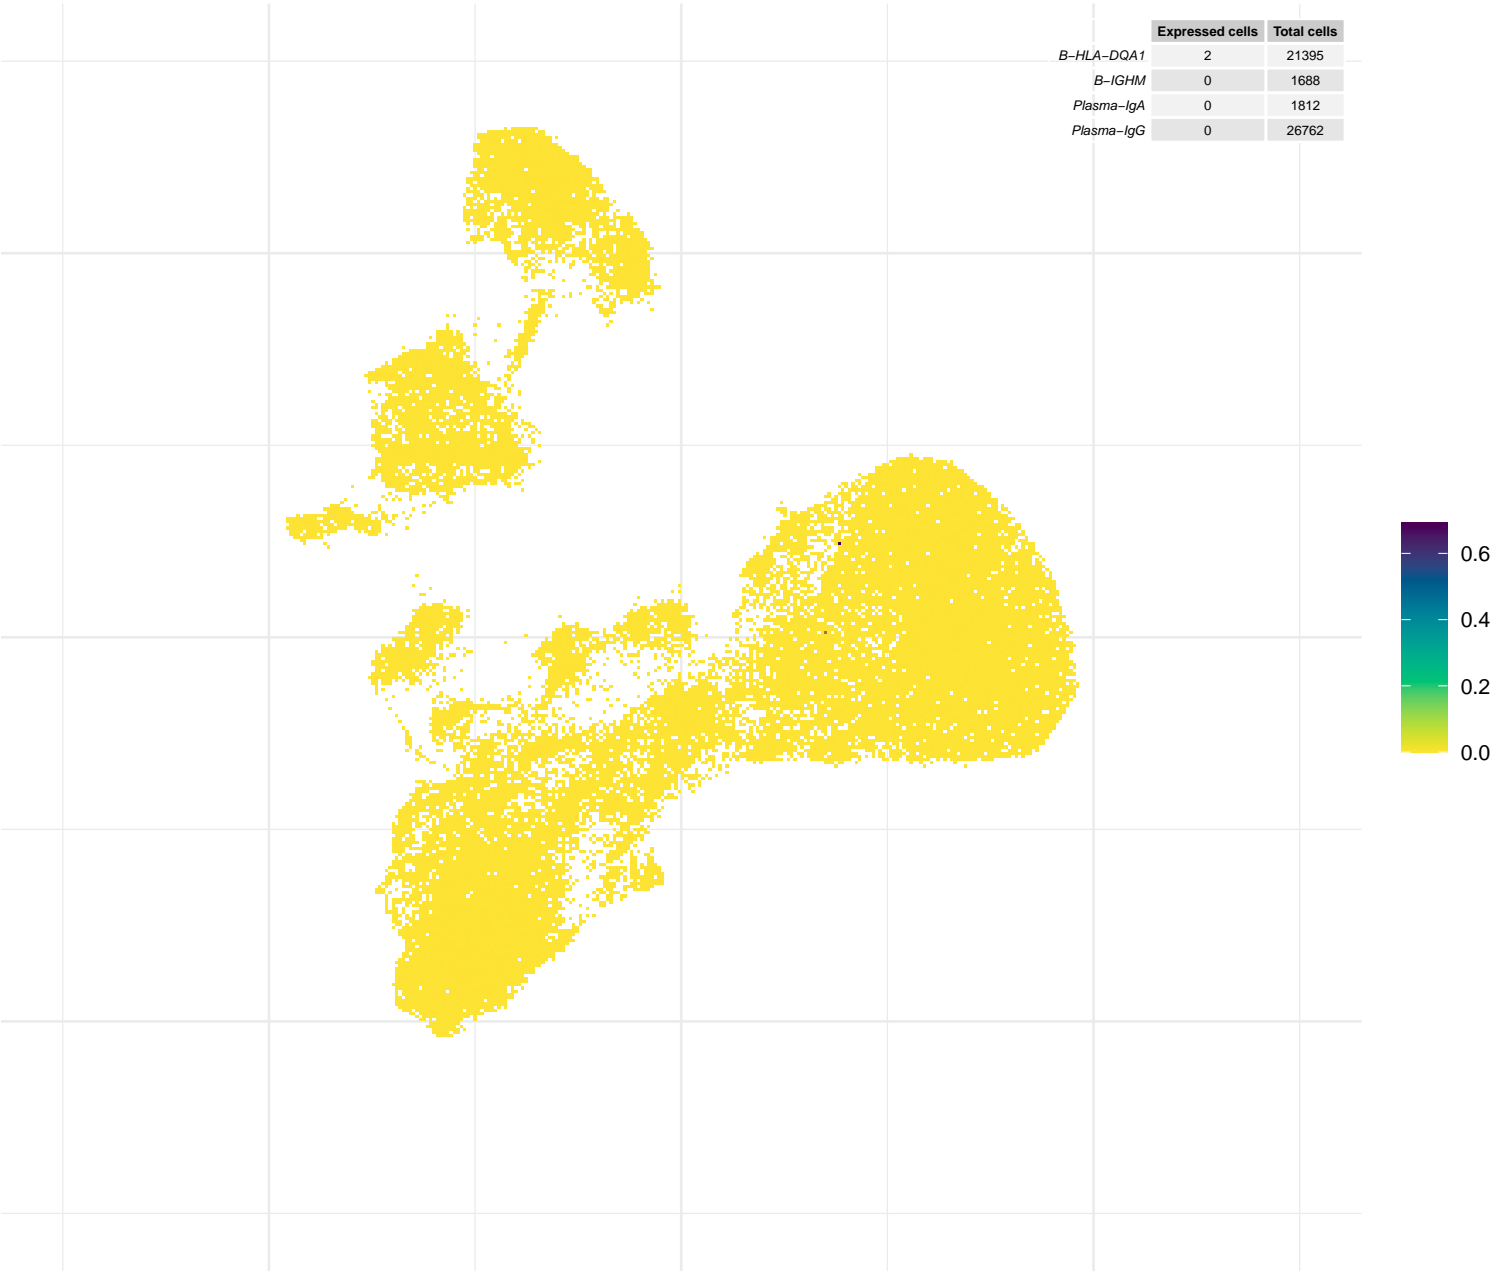 Expressed cells Total cells
B-HLA-DQA1 2 21395
B-IGHM 0 1688
Plasma-IgA 0 1812
Plasma-IgG 0 26762
0.6
0.4
0.2
0.0